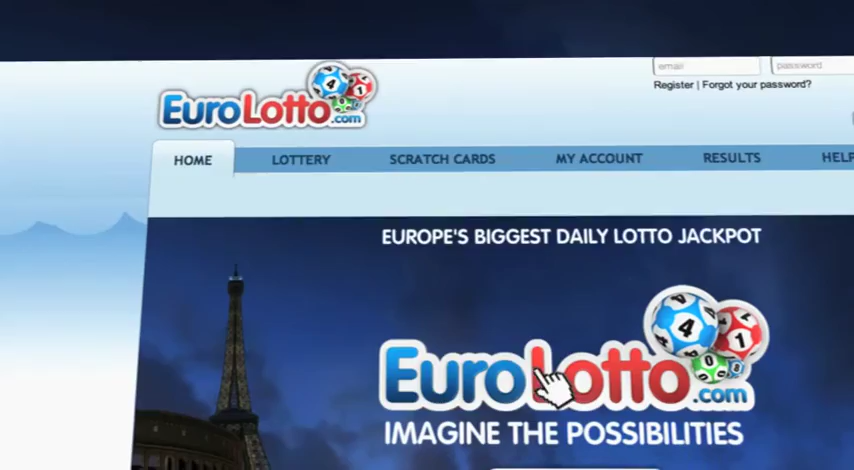 email password
Register | Forgot your password?
EuroLotto.com
HOME LOTTERY SCRATCH CARDS MY ACCOUNT RESULTS HELP
EUROPE'S BIGGEST DAILY LOTTO JACKPOT
EuroLotto.com
IMAGINE THE POSSIBILITIES